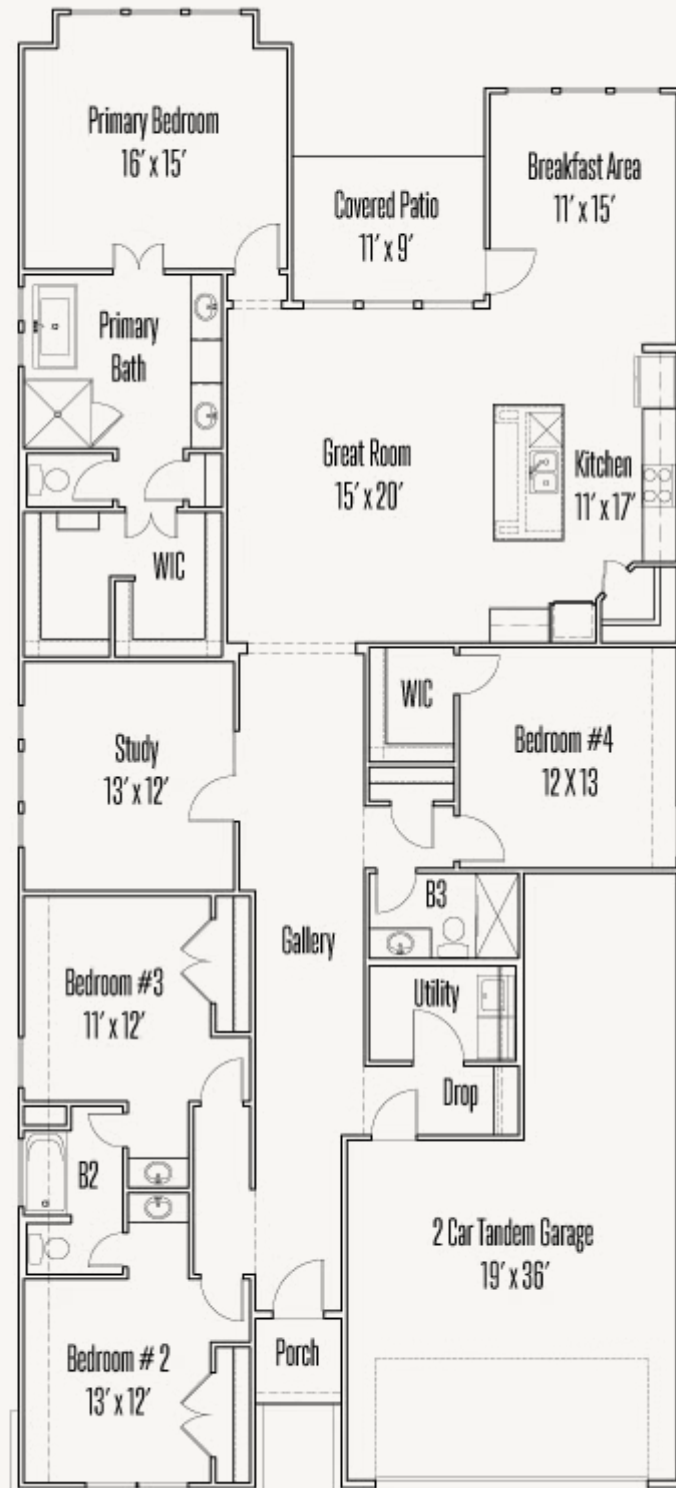 Primary Bedroom
16' x 15'
Breakfast Area
11' x 15'
Covered Patio
11' x 9'
Primary
Bath
Great Room
15' x 20'
Kitchen
11' x 17'
WIC
WIC
Study
13' x 12'
Bedroom #4
12 X 13
B3
Gallery
Bedroom #3
11' x 12'
Utility
Drop
B2
2 Car Tandem Garage
19' x 36'
Bedroom # 2
13' x 12'
Porch